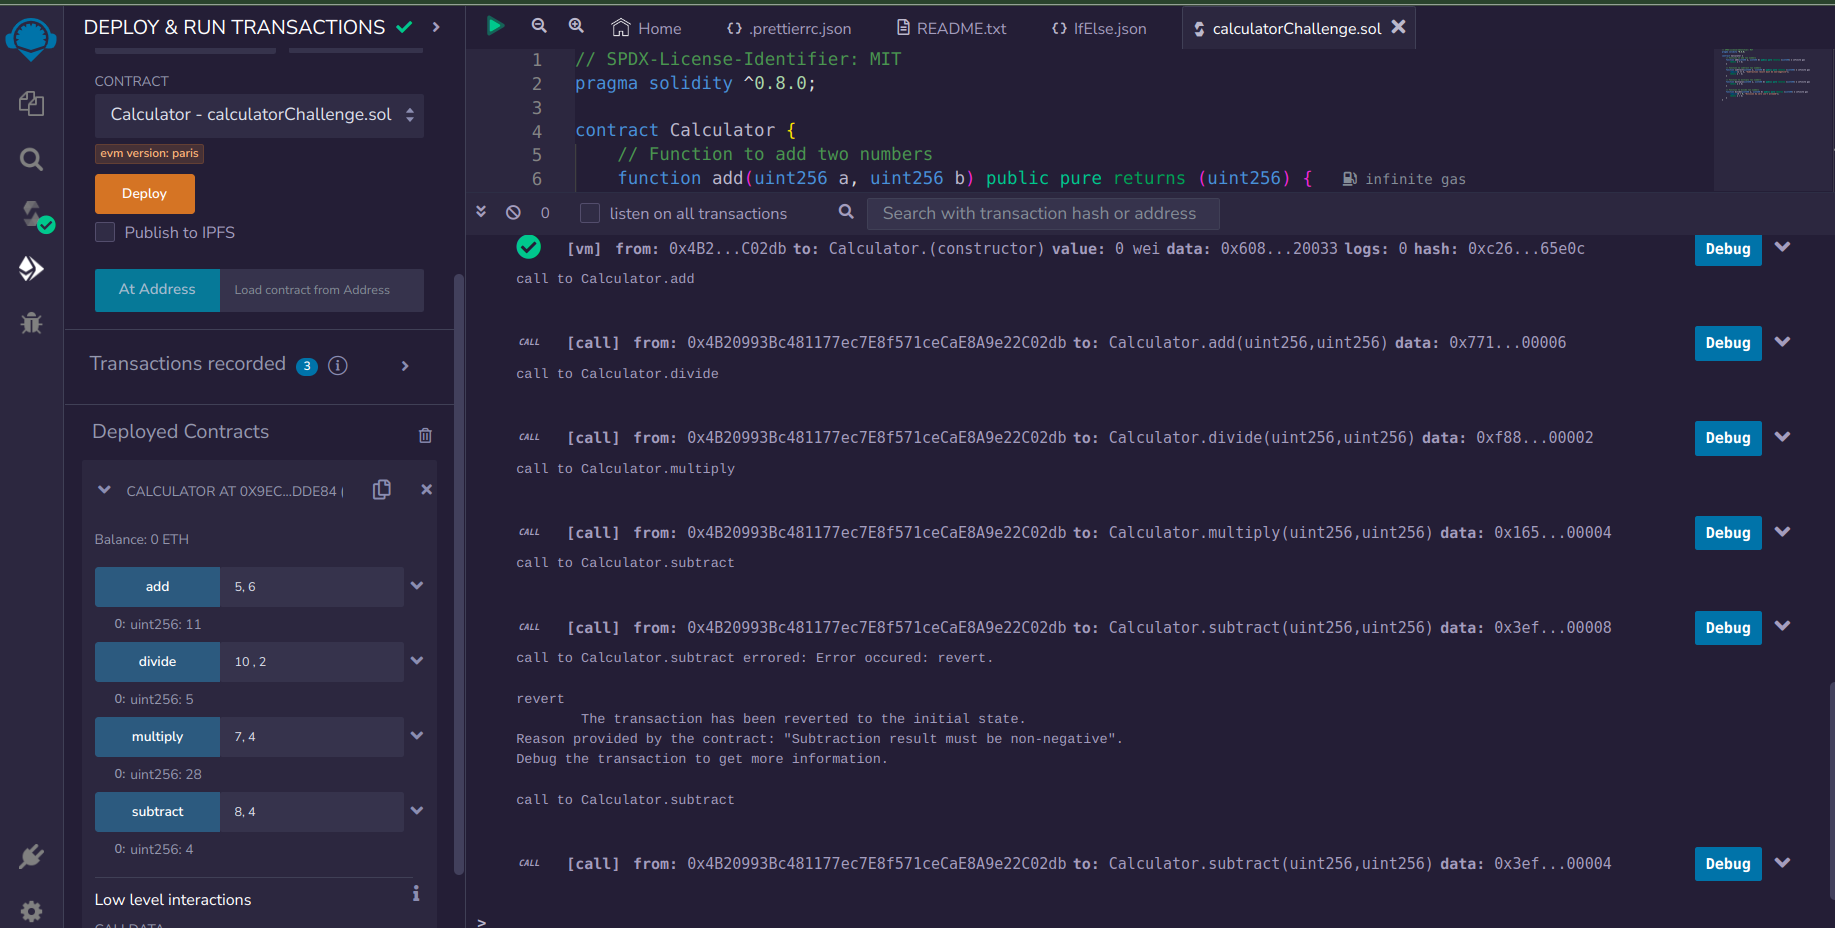 DEPLOY & RUN TRANSACTIONS
CONTRACT
Calculator - calculatorChallenge.sol
evm version: paris
Deploy
Publish to IPFS
At Address
Load contract from Address
Transactions recorded 3
Deployed Contracts
CALCULATOR AT 0X9EC...DDE84 (
Balance: 0 ETH
add
5, 6
0: uint256: 11
divide
10 , 2
0: uint256: 5
multiply
7, 4
0: uint256: 28
subtract
8, 4
0: uint256: 4
Low level interactions
CALLDATA
Home
{} .prettierrc.json
README.txt
{} IfElse.json
calculatorChallenge.sol
1 // SPDX-License-Identifier: MIT
2 pragma solidity ^0.8.0;
3
4 contract Calculator {
5 // Function to add two numbers
6 function add(uint256 a, uint256 b) public pure returns (uint256) { infinite gas
0
listen on all transactions
Search with transaction hash or address
[vm] from: 0x4B2...C02db to: Calculator.(constructor) value: 0 wei data: 0x608...20033 logs: 0 hash: 0xc26...65e0c
Debug
call to Calculator.add
CALL [call] from: 0x4B20993Bc481177ec7E8f571ceCaE8A9e22C02db to: Calculator.add(uint256,uint256) data: 0x771...00006
Debug
call to Calculator.divide
CALL [call] from: 0x4B20993Bc481177ec7E8f571ceCaE8A9e22C02db to: Calculator.divide(uint256,uint256) data: 0xf88...00002
Debug
call to Calculator.multiply
CALL [call] from: 0x4B20993Bc481177ec7E8f571ceCaE8A9e22C02db to: Calculator.multiply(uint256,uint256) data: 0x165...00004
Debug
call to Calculator.subtract
CALL [call] from: 0x4B20993Bc481177ec7E8f571ceCaE8A9e22C02db to: Calculator.subtract(uint256,uint256) data: 0x3ef...00008
Debug
call to Calculator.subtract errored: Error occured: revert.
revert
The transaction has been reverted to the initial state.
Reason provided by the contract: "Subtraction result must be non-negative".
Debug the transaction to get more information.
call to Calculator.subtract
CALL [call] from: 0x4B20993Bc481177ec7E8f571ceCaE8A9e22C02db to: Calculator.subtract(uint256,uint256) data: 0x3ef...00004
Debug
>